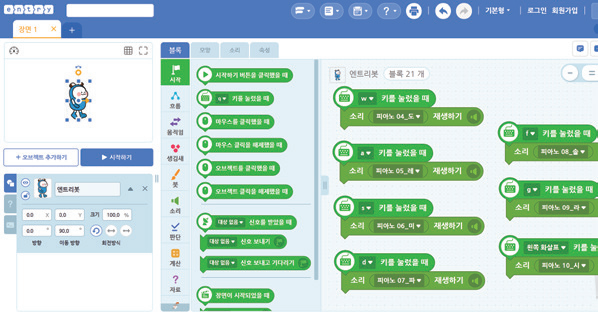 entry
기본형
로그인 회원가입
장면 1
+
블록
모양
소리
속성
+ 오브젝트 추가하기
▶ 시작하기
엔트리봇
0.0 X 0.0 Y 크기 100.0 %
0.0 ° 90.0 °
방향 이동 방향 회전방식
시작
흐름
움직임
생김새
붓
소리
판단
계산
자료
시작하기 버튼을 클릭했을 때
q 키를 눌렀을 때
마우스를 클릭했을 때
마우스 클릭을 해제했을 때
오브젝트를 클릭했을 때
오브젝트 클릭을 해제했을 때
대상 없음 신호를 받았을 때
대상 없음 신호 보내기
대상 없음 신호 보내고 기다리기
장면이 시작되었을 때
엔트리봇
블록 21 개
w 키를 눌렀을 때
소리 피아노 04_도 재생하기
키를 눌렀을 때
소리 피아노 05_레 재생하기
s 키를 눌렀을 때
소리 피아노 06_미 재생하기
d 키를 눌렀을 때
소리 피아노 07_파 재생하기
f 키를 눌렀을 때
소리 피아노 08_솔
g 키를 눌렀을 때
소리 피아노 09_라
왼쪽 화살표 키를 눌
소리 피아노 10_시